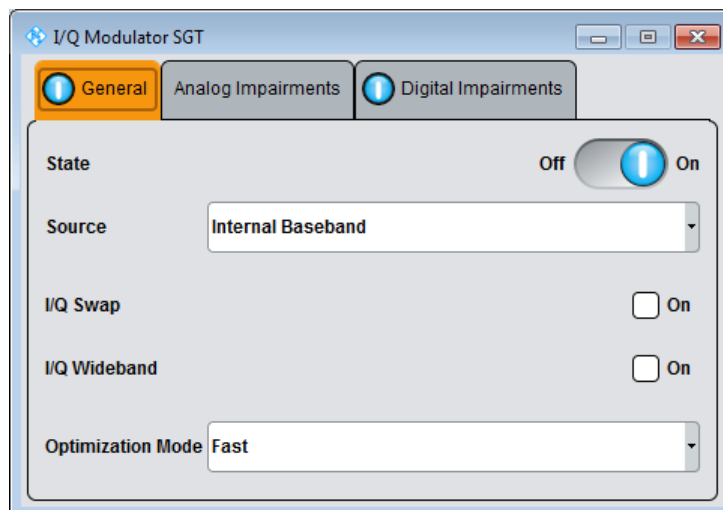 I/Q Modulator SGT
General Analog Impairments Digital Impairments
State Off On
Source Internal Baseband
I/Q Swap On
I/Q Wideband On
Optimization Mode Fast